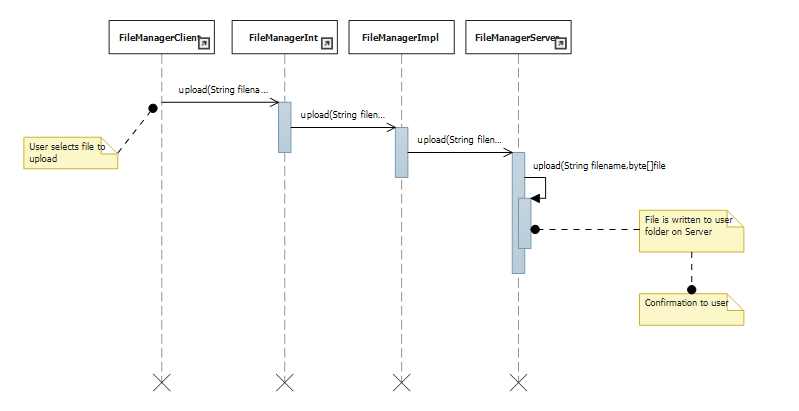 FileManagerClient
FileManagerInt
FileManagerImpl
FileManagerServer
upload(String filena...
upload(String filen...
upload(String filen...
upload(String filename,byte[]file
User selects file to
upload
File is written to user
folder on Server
Confirmation to user